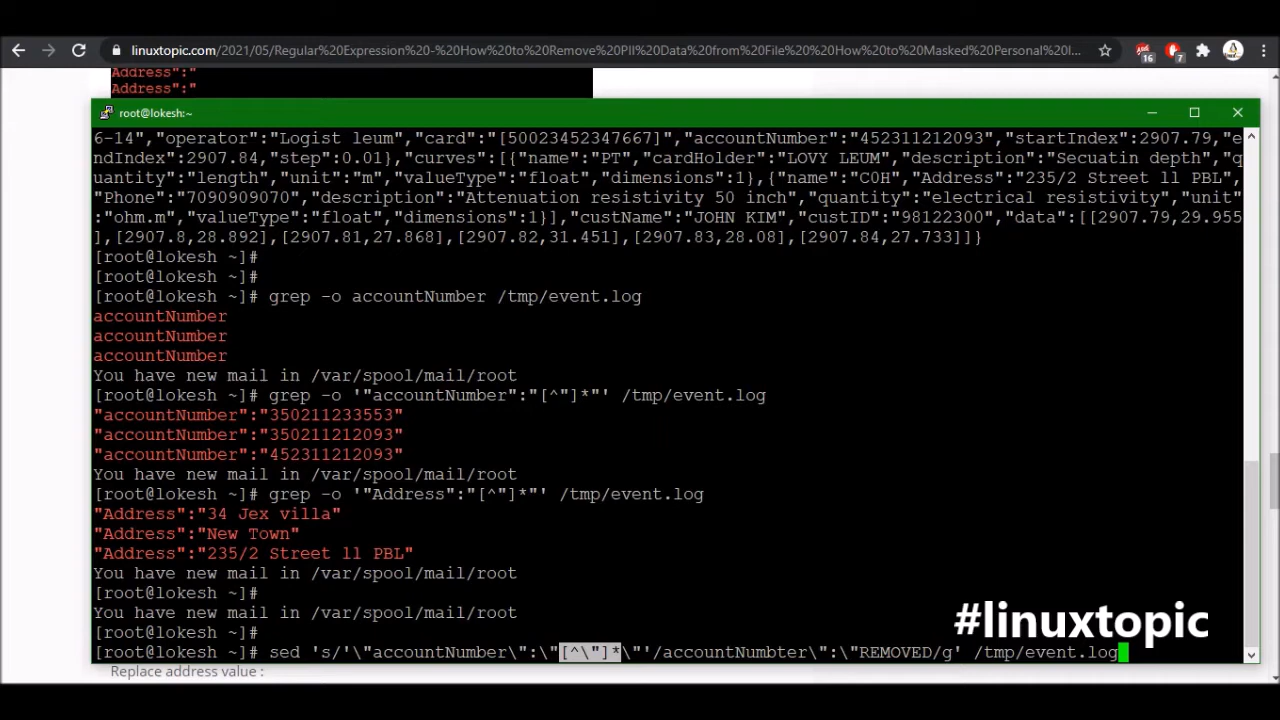 linuxtopic.com/2021/05/Regular%20Expression%20-%20How%20to%20Remove%20PII%20Data%20from%20File%20%20How%20to%20Masked%20Personal%20I...
16
7
Address":"
Address":"
root@lokesh:~
6-14","operator":"Logist leum","card":"[50023452347667]","accountNumber":"452311212093","startIndex":2907.79,"e
ndIndex":2907.84,"step":0.01},"curves":[{"name":"PT","cardHolder":"LOVY LEUM","description":"Secuatin depth","q
uantity":"length","unit":"m","valueType":"float","dimensions":1},{"name":"C0H","Address":"235/2 Street ll PBL",
"Phone":"7090909070","description":"Attenuation resistivity 50 inch","quantity":"electrical resistivity","unit"
:"ohm.m","valueType":"float","dimensions":1}],"custName":"JOHN KIM","custID":"98122300","data":[[2907.79,29.955
],[2907.8,28.892],[2907.81,27.868],[2907.82,31.451],[2907.83,28.08],[2907.84,27.733]]}
[root@lokesh ~]#
[root@lokesh ~]#
[root@lokesh ~]# grep -o accountNumber /tmp/event.log
accountNumber
accountNumber
accountNumber
You have new mail in /var/spool/mail/root
[root@lokesh ~]# grep -o '"accountNumber":"[^"]*"' /tmp/event.log
"accountNumber":"350211233553"
"accountNumber":"350211212093"
"accountNumber":"452311212093"
You have new mail in /var/spool/mail/root
[root@lokesh ~]# grep -o '"Address":"[^"]*"' /tmp/event.log
"Address":"34 Jex villa"
"Address":"New Town"
"Address":"235/2 Street ll PBL"
You have new mail in /var/spool/mail/root
[root@lokesh ~]#
You have new mail in /var/spool/mail/root
[root@lokesh ~]#
#linuxtopic
[root@lokesh ~]# sed 's/'\"accountNumber\":\"[^\"]*\"'/accountNumbter\":\"REMOVED/g' /tmp/event.log
Replace address value :